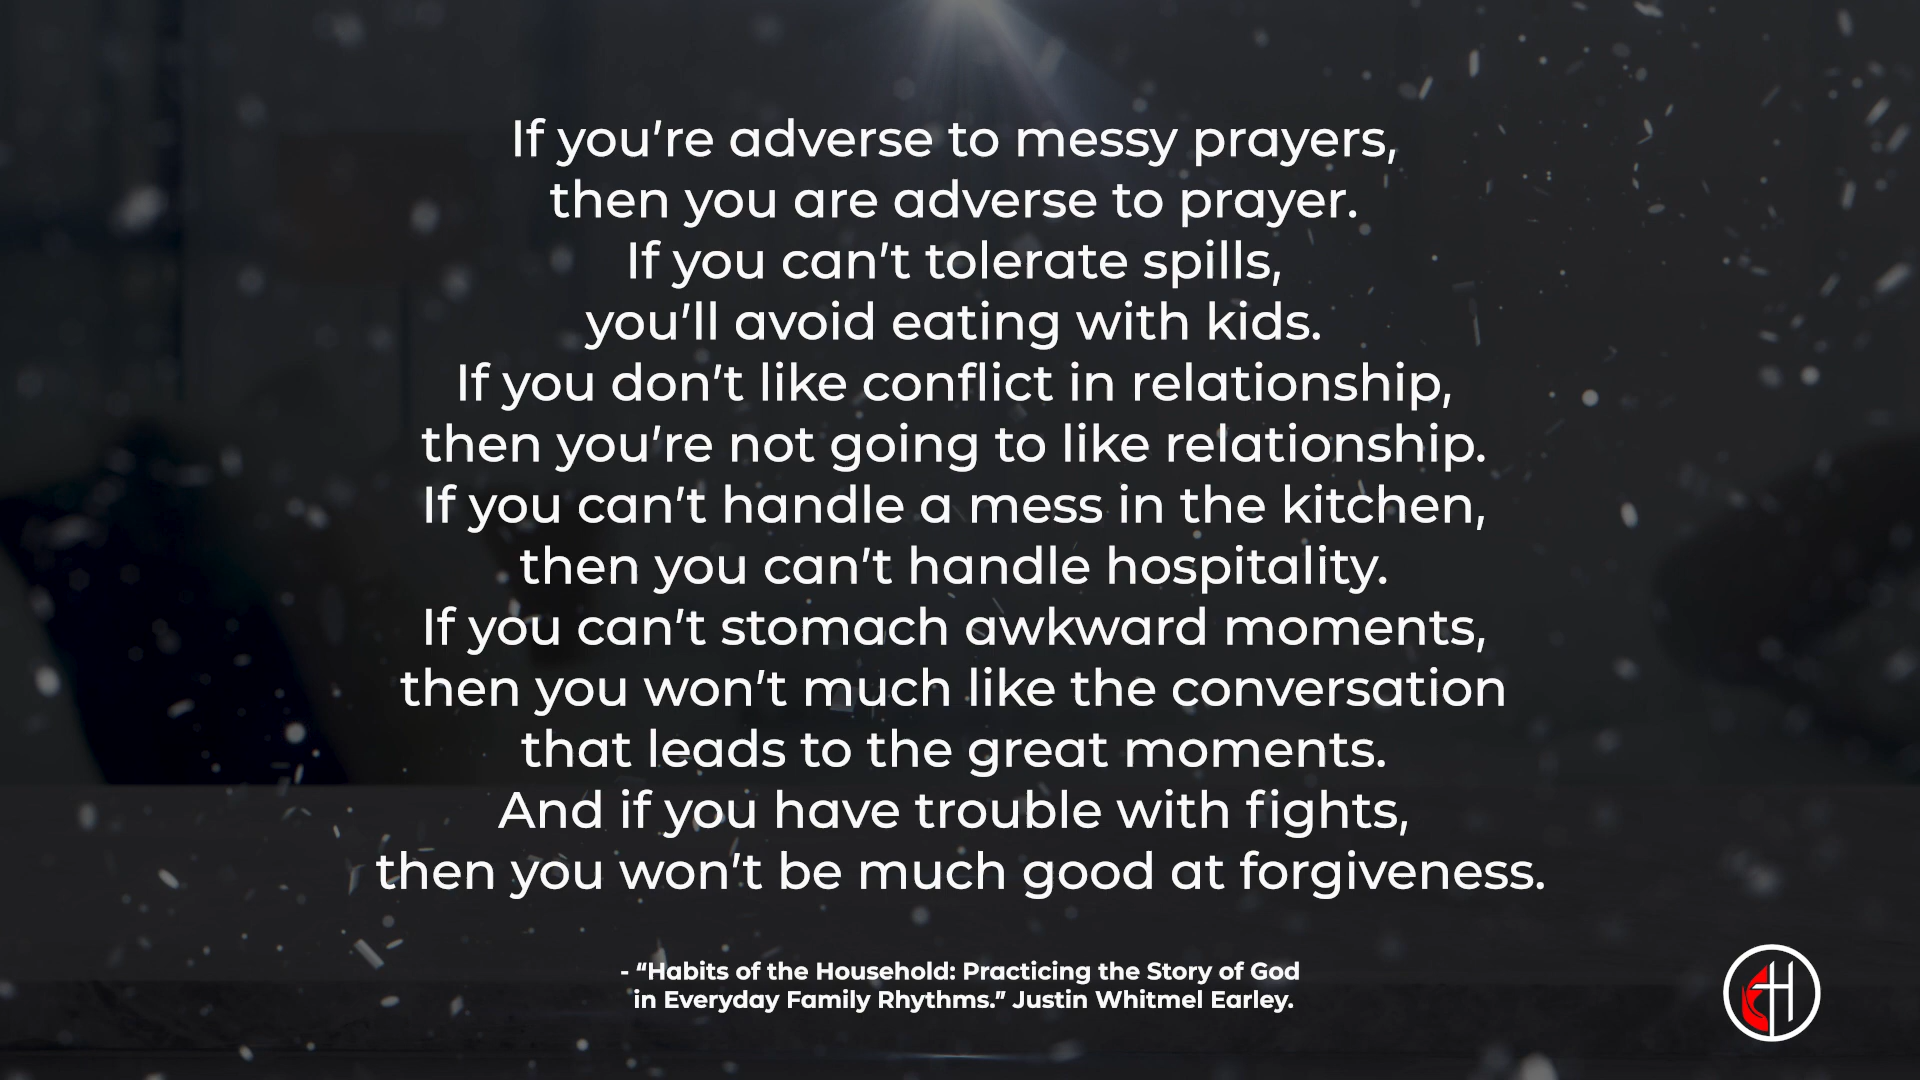 If you're adverse to messy prayers,
then you are adverse to prayer.
If you can't tolerate spills,
you'll avoid eating with kids.
If you don't like conflict in relationship,
then you're not going to like relationship.
If you can't handle a mess in the kitchen,
then you can't handle hospitality.
If you can't stomach awkward moments,
then you won't much like the conversation
that leads to the great moments.
And if you have trouble with fights,
then you won't be much good at forgiveness.
- “Habits of the Household: Practicing the Story of God
in Everyday Family Rhythms.” Justin Whitmel Earley.
H